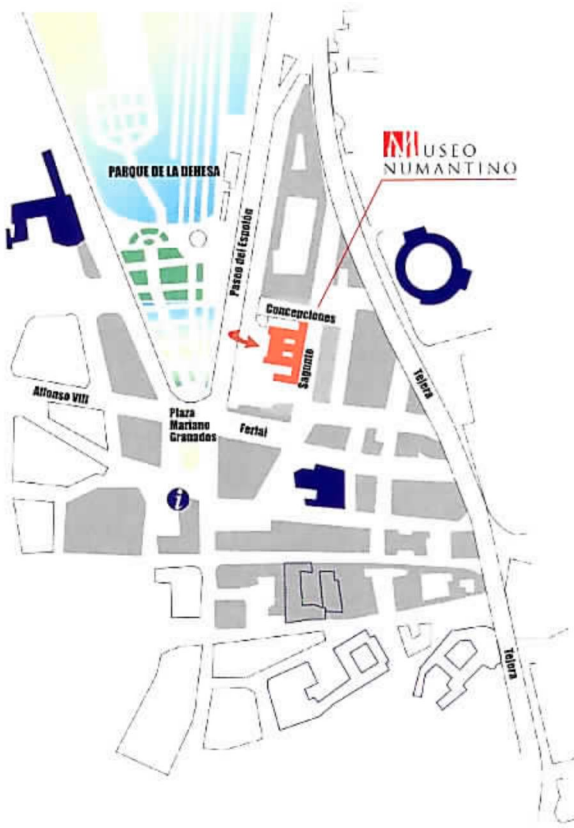 MUSEO
NUMANTINO
PARQUE DE LA DEHESA
Paseo del Espolón
Concepciones
Sagunto
Tejera
Alfonso VIII
Plaza
Mariano
Granados
Ferial
i
Tejera